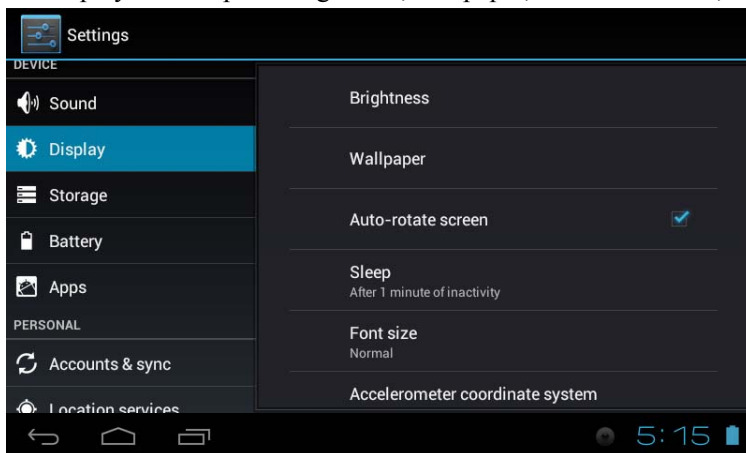 Settings
DEVICE
Sound
Display
Storage
Battery
Apps
PERSONAL
Accounts & sync
Location services
Brightness
Wallpaper
Auto-rotate screen
Sleep
After 1 minute of inactivity
Font size
Normal
Accelerometer coordinate system
5:15